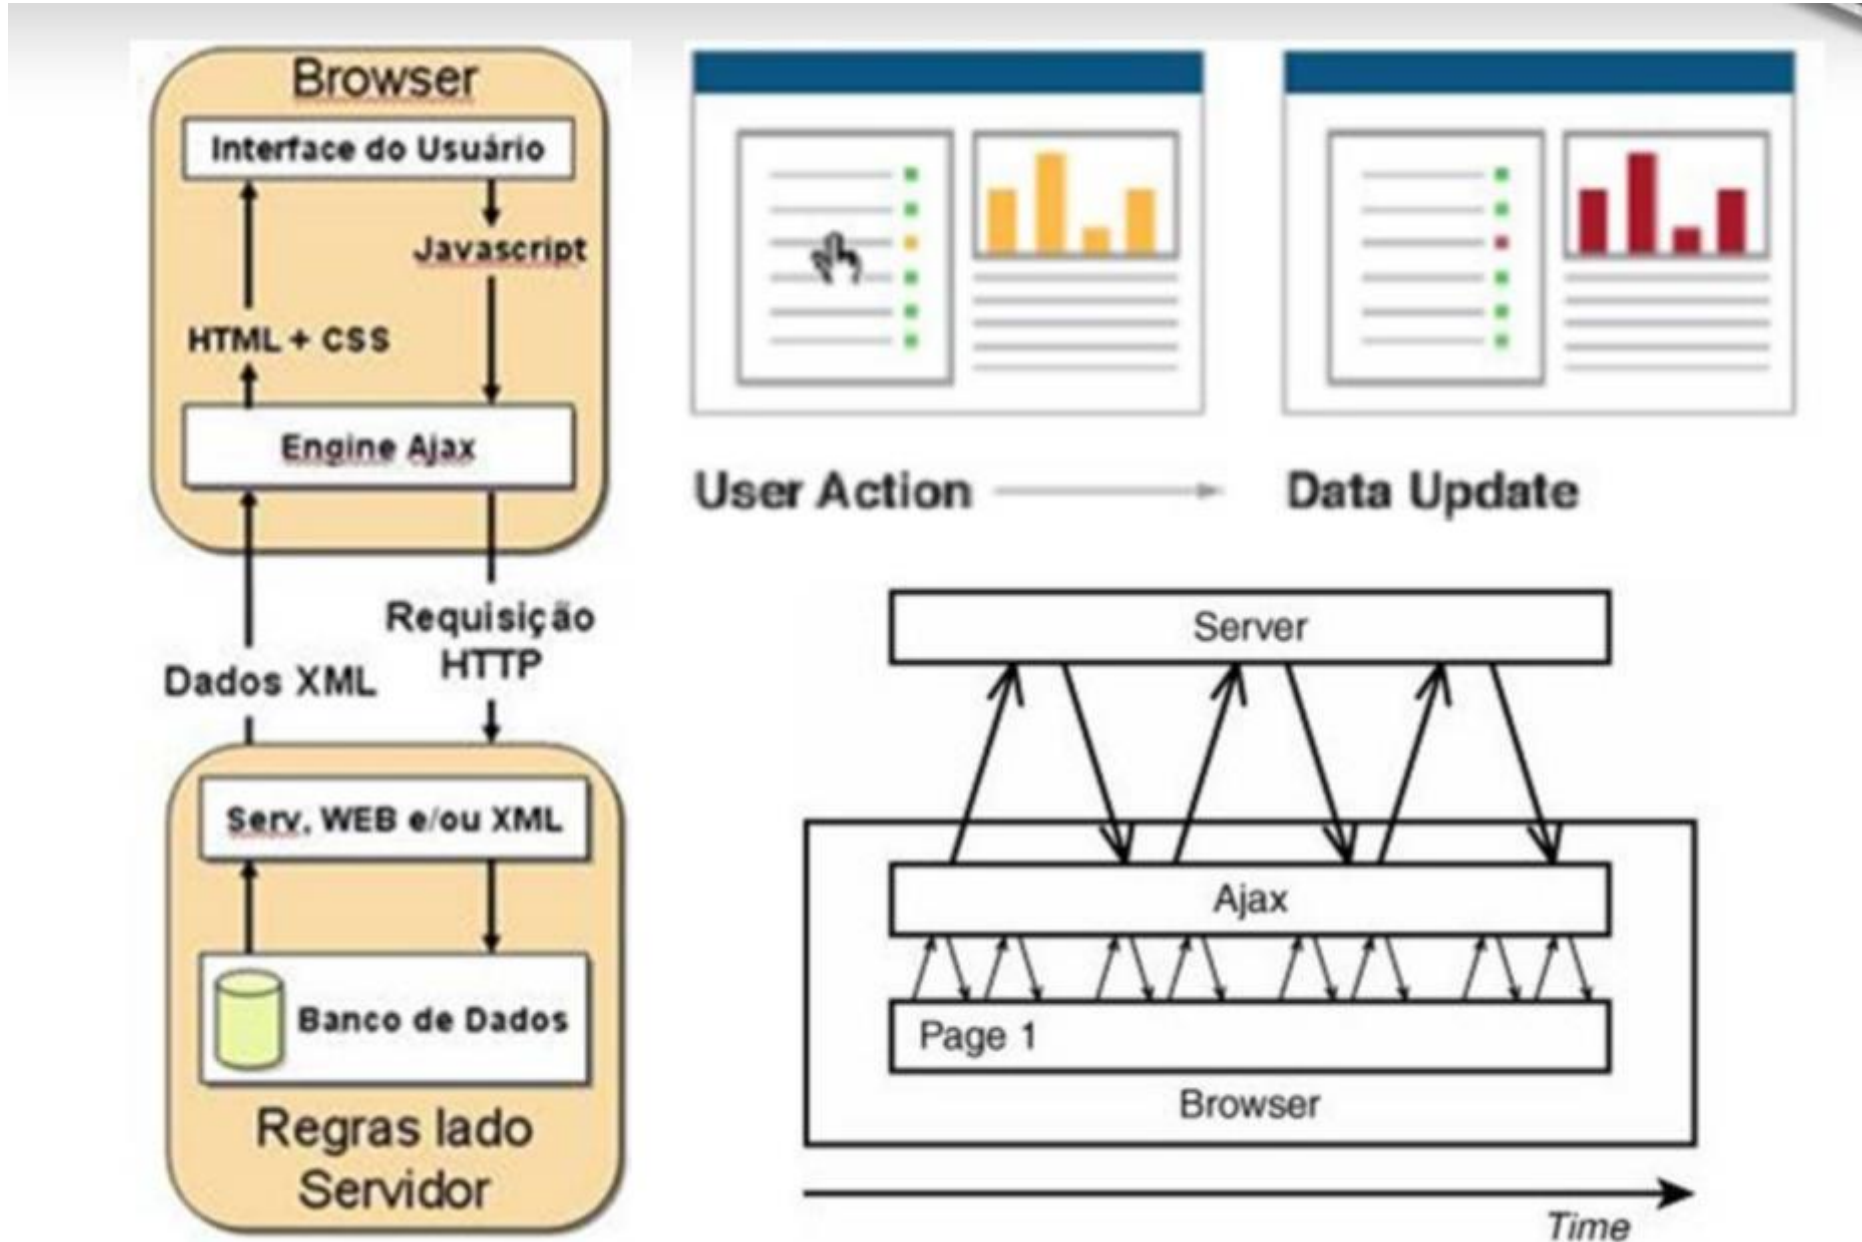 Browser
Interface do Usuário
Javascript
HTML + CSS
Engine Ajax
Requisição
HTTP
Dados XML
Serv, WEB e/ou XML
Banco de Dados
Regras lado
Servidor
User Action
Data Update
Server
Ajax
Page 1
Browser
Time